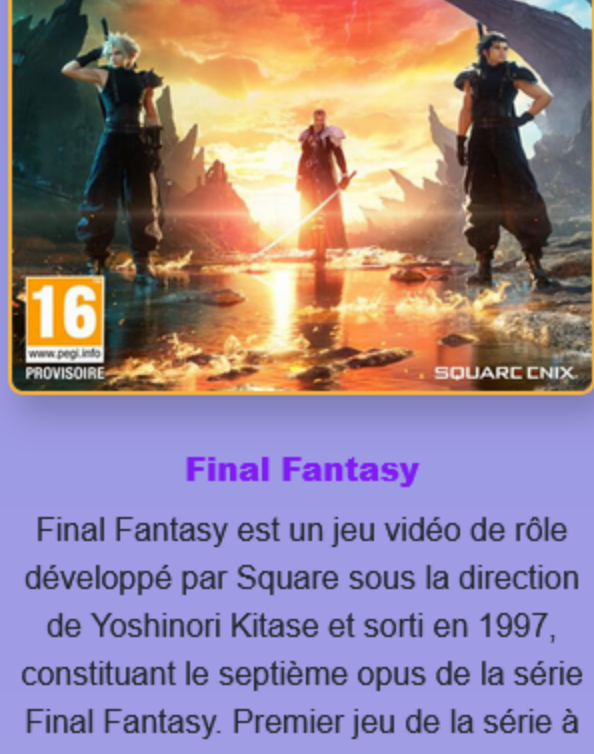 16
www.pegi.info
PROVISOIRE
SQUARE ENIX
Final Fantasy
Final Fantasy est un jeu vidéo de rôle
développé par Square sous la direction
de Yoshinori Kitase et sorti en 1997,
constituant le septième opus de la série
Final Fantasy. Premier jeu de la série à